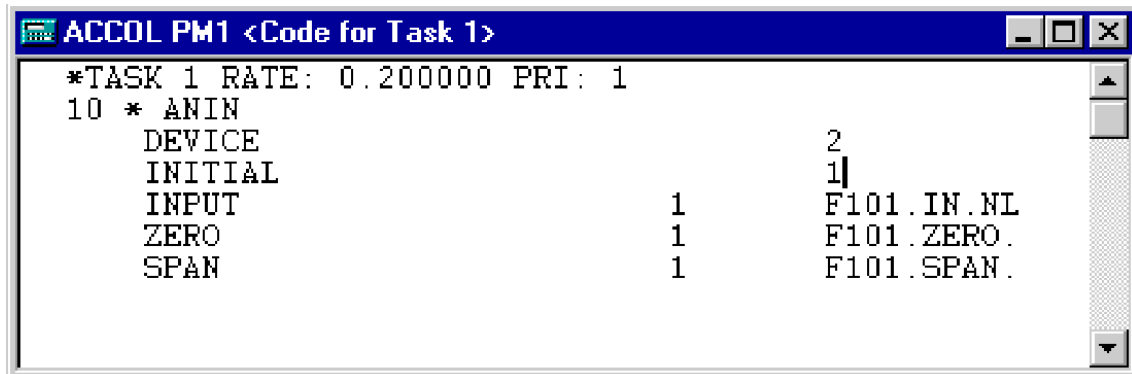 ACCOL PM1 <Code for Task 1>
*TASK 1 RATE: 0.200000 PRI: 1
10 * ANIN
DEVICE 2
INITIAL 1
INPUT 1 F101.IN.NL
ZERO 1 F101.ZERO.
SPAN 1 F101.SPAN.